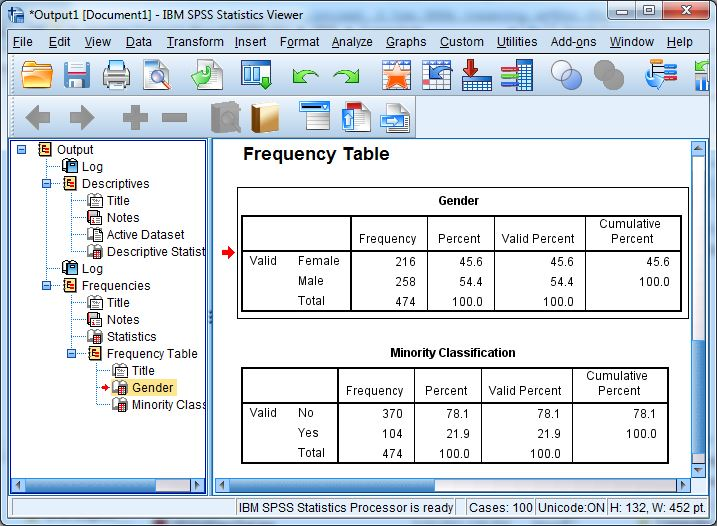 *Output1 [Document1] - IBM SPSS Statistics Viewer
File Edit View Data Transform Insert Format Analyze Graphs Custom Utilities Add-ons Window Help
Output
Log
Descriptives
Title
Notes
Active Dataset
Descriptive Statist
Log
Frequencies
Title
Notes
Statistics
Frequency Table
Title
Gender
Minority Class
Frequency Table
Gender
Frequency Percent Valid Percent Cumulative Percent
Valid Female 216 45.6 45.6 45.6
Male 258 54.4 54.4 100.0
Total 474 100.0 100.0
Minority Classification
Frequency Percent Valid Percent Cumulative Percent
Valid No 370 78.1 78.1 78.1
Yes 104 21.9 21.9 100.0
Total 474 100.0 100.0
IBM SPSS Statistics Processor is ready Cases: 100 Unicode:ON H: 132, W: 452 pt.